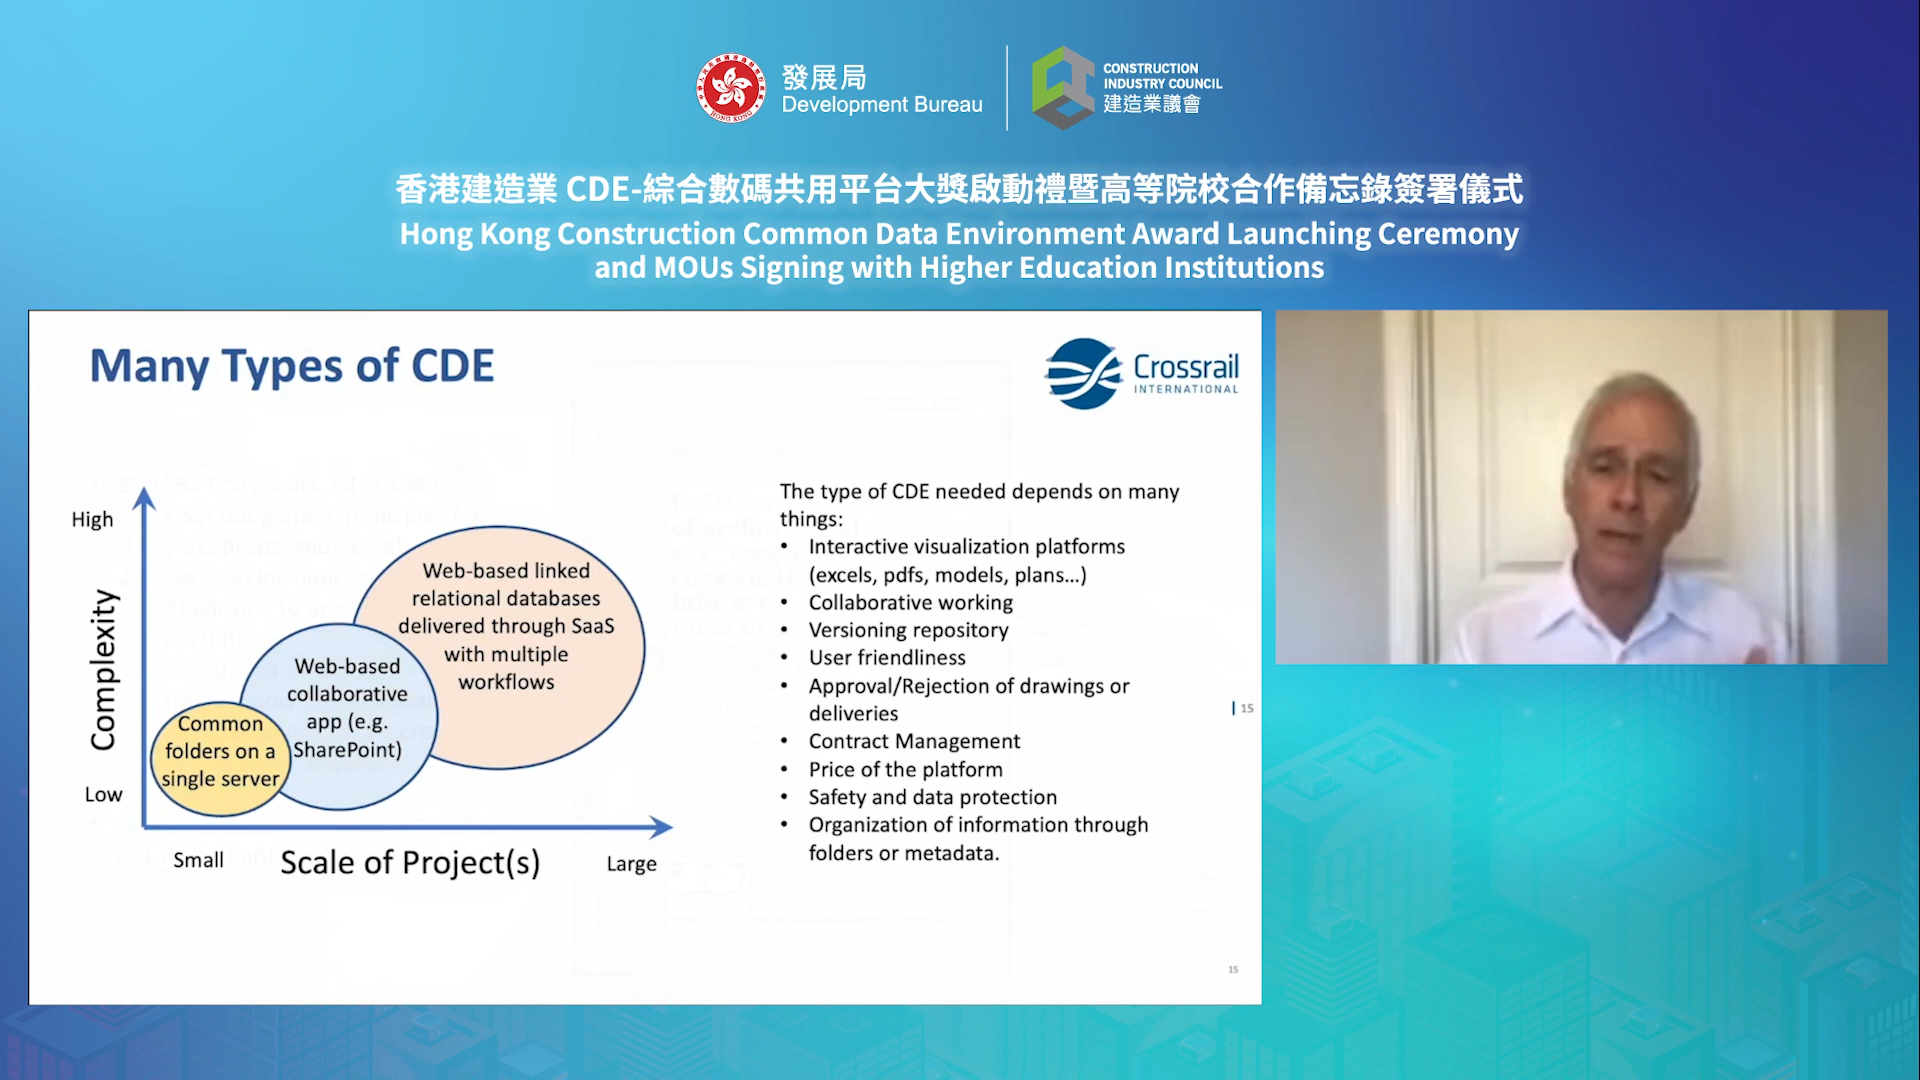 發展局
Development Bureau
CONSTRUCTION
INDUSTRY COUNCIL
建造業議會
HONG KONG
香港建造業 CDE-綜合數碼共用平台大獎啟動禮暨高等院校合作備忘錄簽署儀式
Hong Kong Construction Common Data Environment Award Launching Ceremony
and MOUs Signing with Higher Education Institutions
Many Types of CDE
Crossrail
INTERNATIONAL
High
Complexity
Low
Web-based linked
relational databases
delivered through SaaS
with multiple
workflows
Web-based
collaborative
app (e.g.
SharePoint)
Common
folders on a
single server
Small
Scale of Project(s)
Large
The type of CDE needed depends on many
things:
• Interactive visualization platforms
(excels, pdfs, models, plans...)
• Collaborative working
• Versioning repository
• User friendliness
• Approval/Rejection of drawings or
deliveries
• Contract Management
• Price of the platform
• Safety and data protection
• Organization of information through
folders or metadata.
15
15